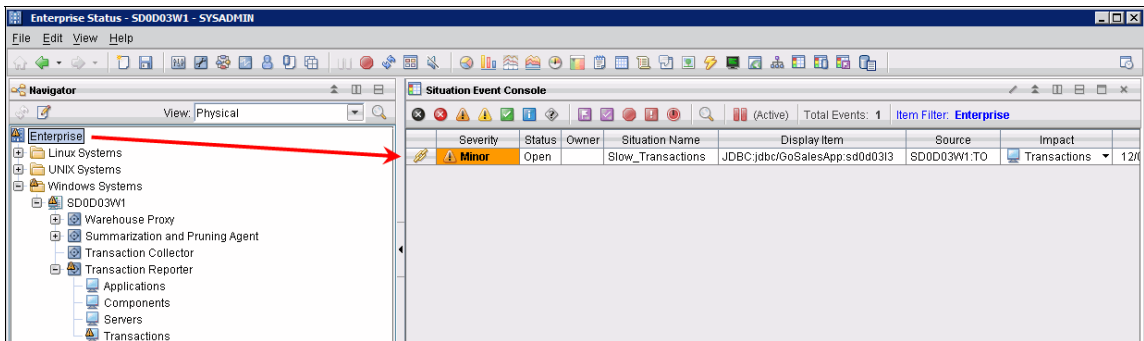 Enterprise Status - SD0D03W1 - SYSADMIN
File Edit View Help
Navigator
View: Physical
Enterprise
Linux Systems
UNIX Systems
Windows Systems
SD0D03W1
Warehouse Proxy
Summarization and Pruning Agent
Transaction Collector
Transaction Reporter
Applications
Components
Servers
Transactions
Situation Event Console
(Active) Total Events: 1 Item Filter: Enterprise
Severity Status Owner Situation Name Display Item Source Impact
Minor Open Slow_Transactions JDBC:jdbc/GoSalesApp:sd0d03l3 SD0D03W1:TO Transactions 12/0